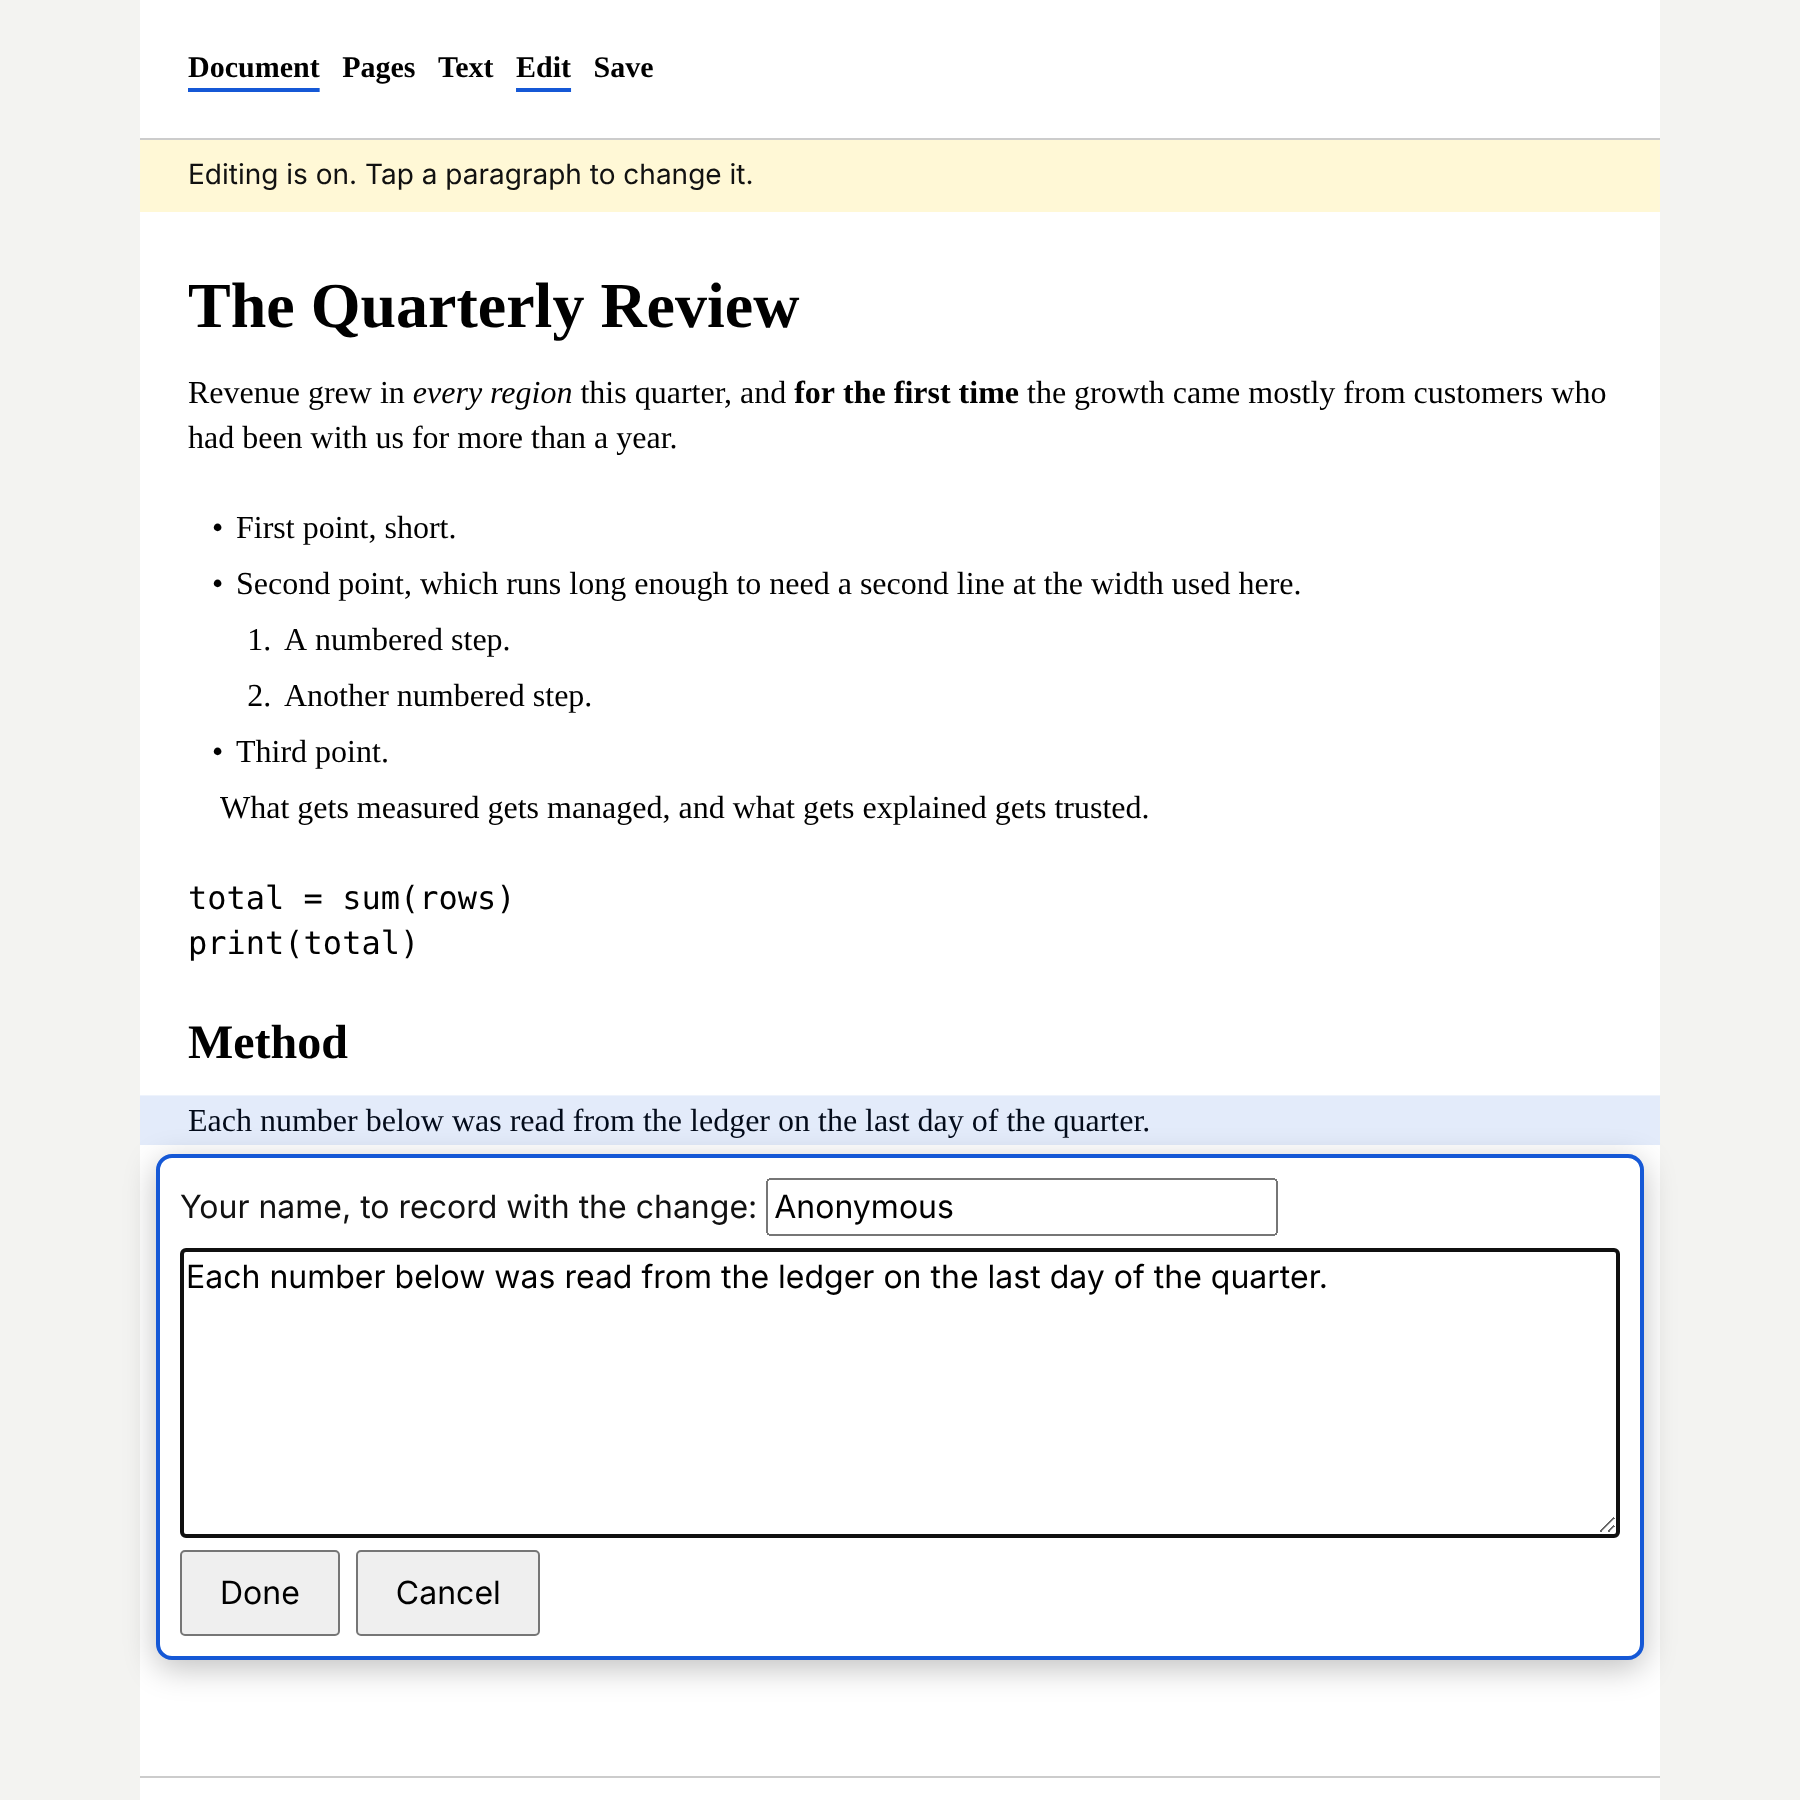 Document Pages Text Edit Save
Editing is on. Tap a paragraph to change it.
The Quarterly Review
Revenue grew in every region this quarter, and for the first time the growth came mostly from customers who
had been with us for more than a year.
• First point, short.
• Second point, which runs long enough to need a second line at the width used here.
1. A numbered step.
2. Another numbered step.
• Third point.
What gets measured gets managed, and what gets explained gets trusted.
total = sum(rows)
print(total)
Method
Each number below was read from the ledger on the last day of the quarter.
Your name, to record with the change: Anonymous
Each number below was read from the ledger on the last day of the quarter.
Done Cancel